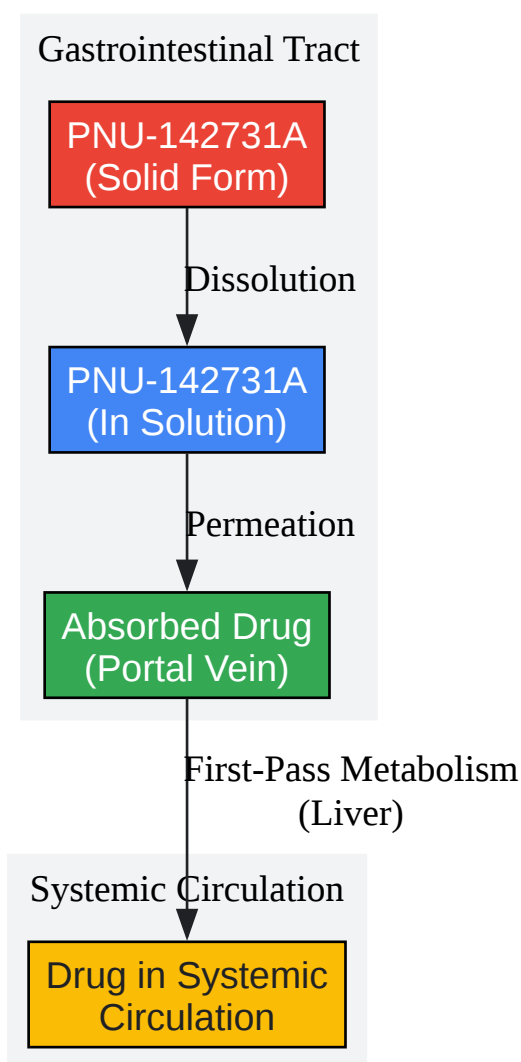 Gastrointestinal Tract
PNU-142731A
(Solid Form)
Dissolution
PNU-142731A
(In Solution)
Permeation
Absorbed Drug
(Portal Vein)
First-Pass Metabolism
(Liver)
Systemic Circulation
Drug in Systemic
Circulation